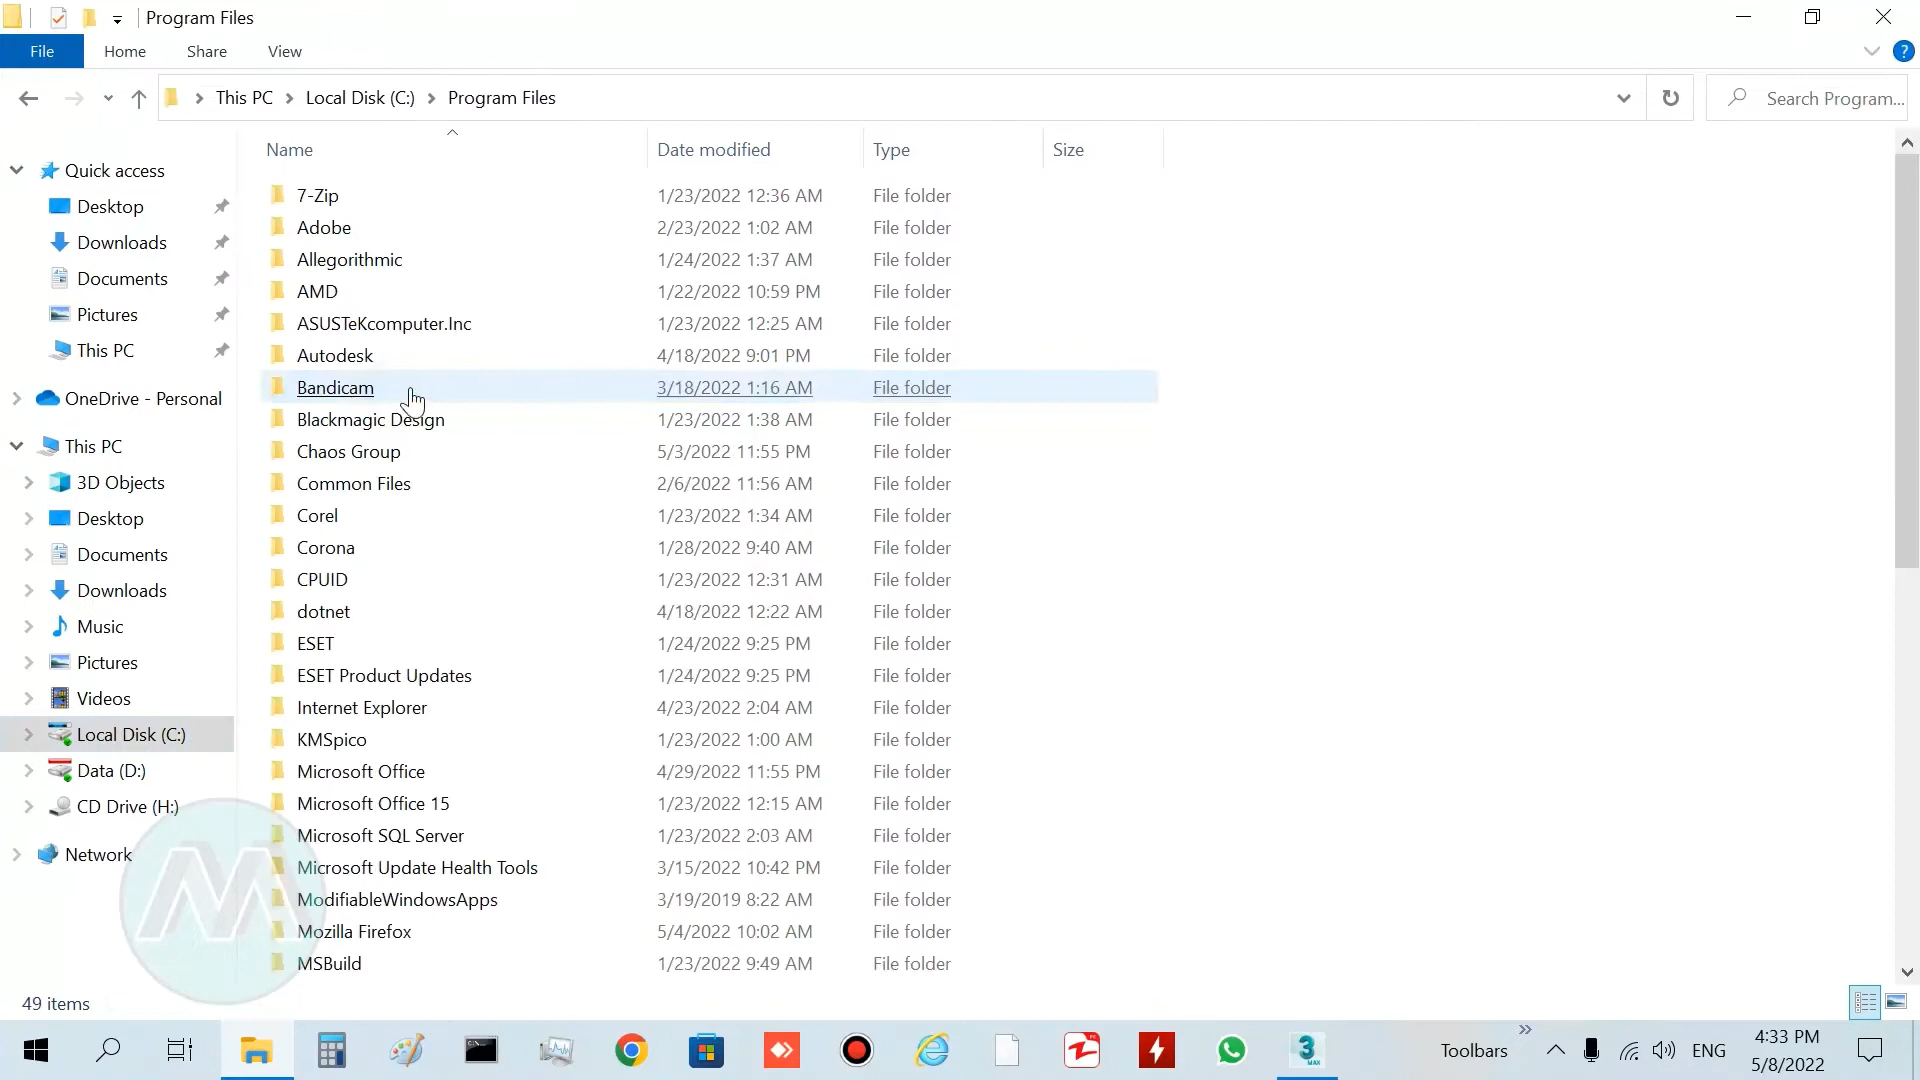 Program Files
File Home Share View
This PC Local Disk (C:) Program Files
Search Program...
Name Date modified Type Size
Quick access
Desktop
Downloads
Documents
Pictures
This PC
OneDrive - Personal
This PC
3D Objects
Desktop
Documents
Downloads
Music
Pictures
Videos
Local Disk (C:)
Data (D:)
CD Drive (H:)
Network
7-Zip 1/23/2022 12:36 AM File folder
Adobe 2/23/2022 1:02 AM File folder
Allegorithmic 1/24/2022 1:37 AM File folder
AMD 1/22/2022 10:59 PM File folder
ASUSTeKcomputer.Inc 1/23/2022 12:25 AM File folder
Autodesk 4/18/2022 9:01 PM File folder
Bandicam 3/18/2022 1:16 AM File folder
Blackmagic Design 1/23/2022 1:38 AM File folder
Chaos Group 5/3/2022 11:55 PM File folder
Common Files 2/6/2022 11:56 AM File folder
Corel 1/23/2022 1:34 AM File folder
Corona 1/28/2022 9:40 AM File folder
CPUID 1/23/2022 12:31 AM File folder
dotnet 4/18/2022 12:22 AM File folder
ESET 1/24/2022 9:25 PM File folder
ESET Product Updates 1/24/2022 9:25 PM File folder
Internet Explorer 4/23/2022 2:04 AM File folder
KMSpico 1/23/2022 1:00 AM File folder
Microsoft Office 4/29/2022 11:55 PM File folder
Microsoft Office 15 1/23/2022 12:15 AM File folder
Microsoft SQL Server 1/23/2022 2:03 AM File folder
Microsoft Update Health Tools 3/15/2022 10:42 PM File folder
ModifiableWindowsApps 3/19/2019 8:22 AM File folder
Mozilla Firefox 5/4/2022 10:02 AM File folder
MSBuild 1/23/2022 9:49 AM File folder
49 items
3
MAX
Toolbars
ENG
4:33 PM
5/8/2022